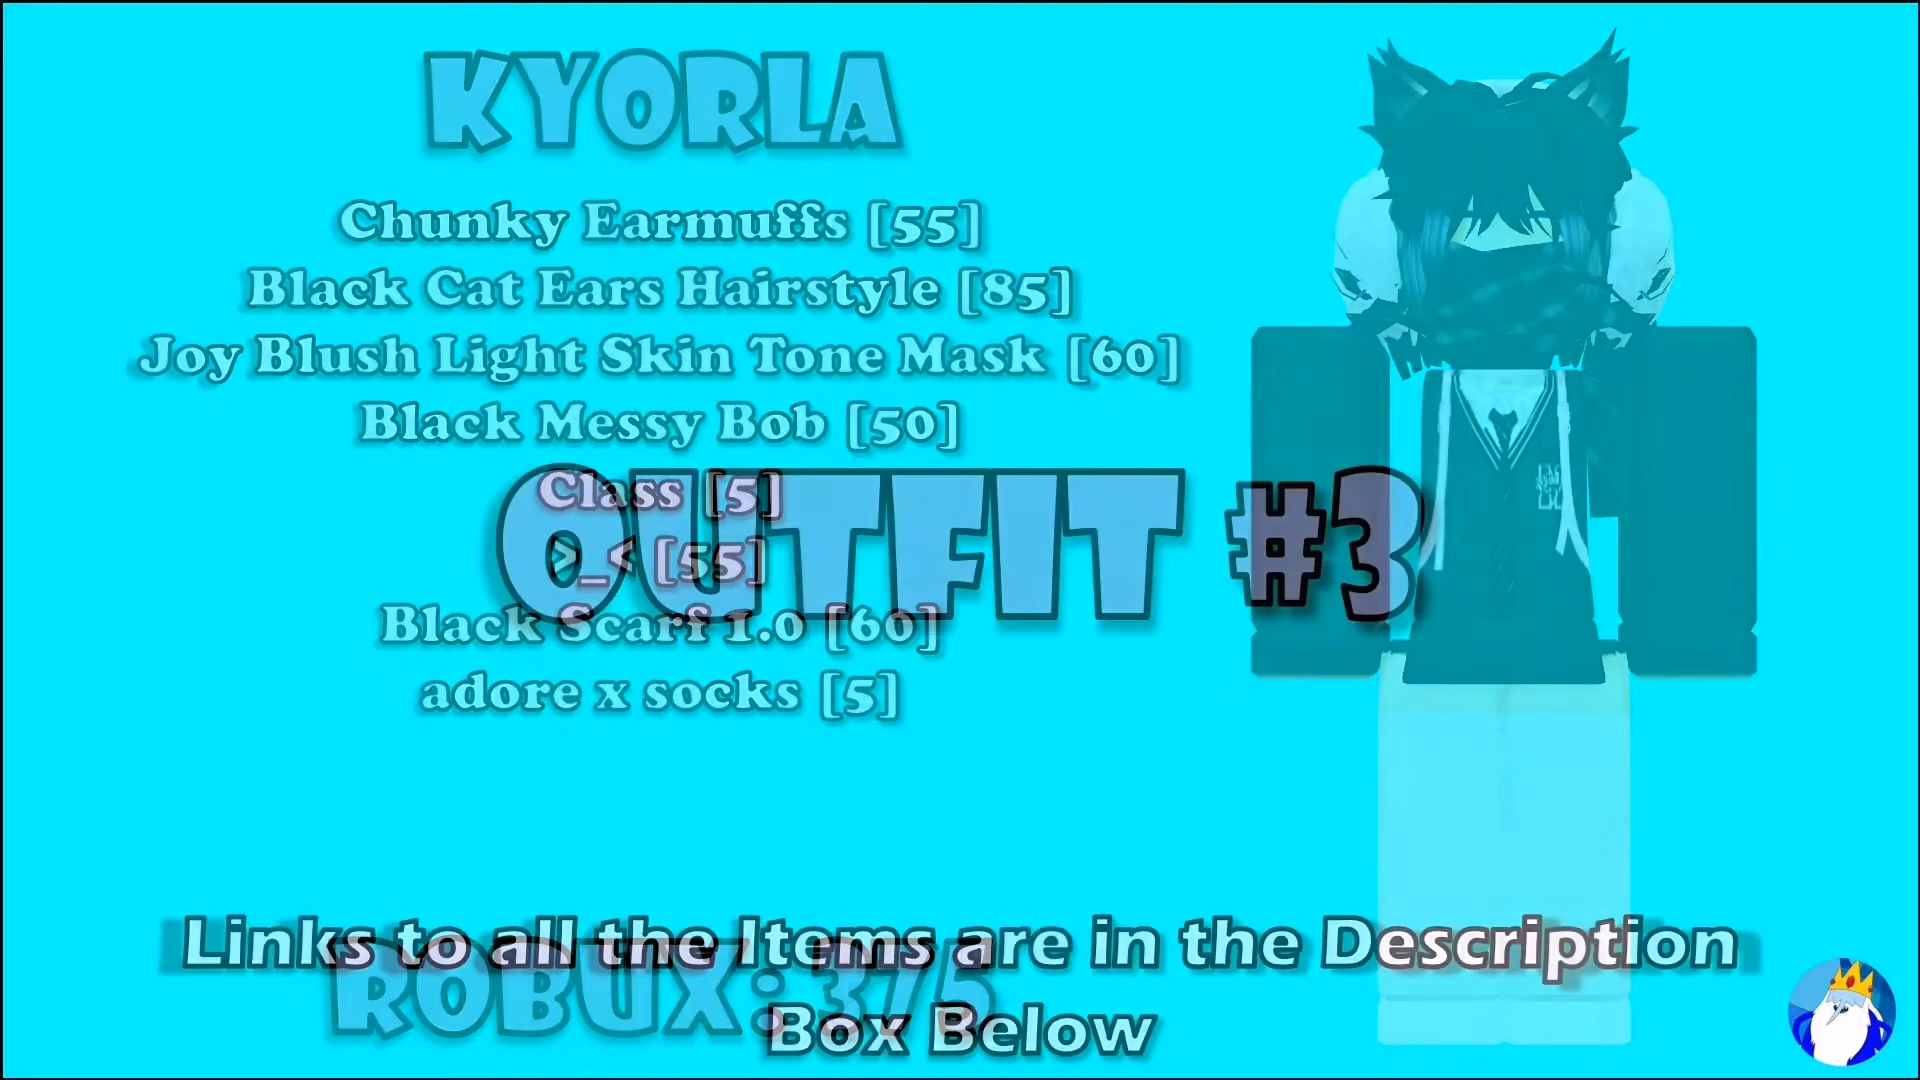 KYORLA
Chunky Earmuffs [55]
Black Cat Ears Hairstyle [85]
Joy Blush Light Skin Tone Mask [60]
Black Messy Bob [50]
Class [5]
OUTFIT #3
>_< [55]
Black Scarf 1.0 [60]
adore x socks [5]
Links to all the Items are in the Description
ROBUX: 375
Box Below